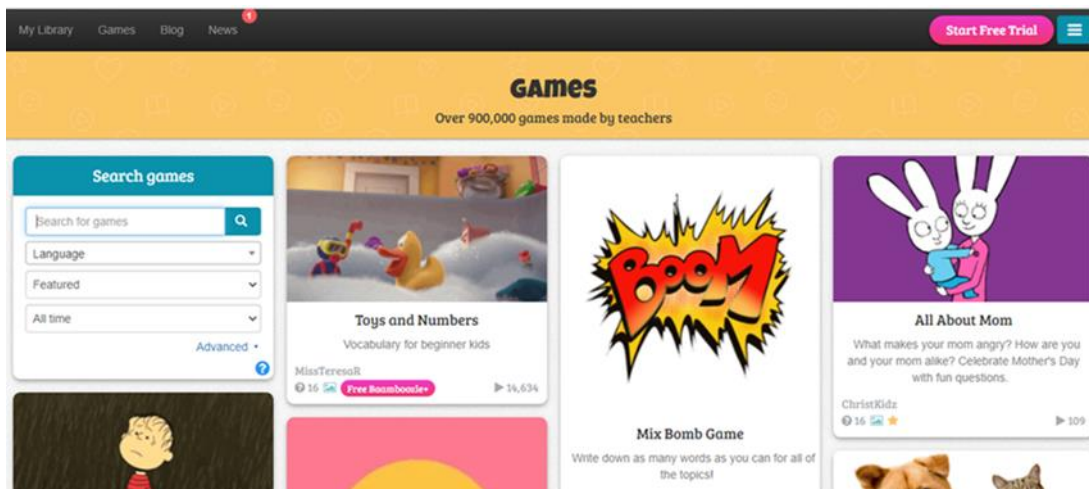 My Library Games Blog News 1
Start Free Trial
Games
Over 900,000 games made by teachers
Search games
Search for games
Language
Featured
All time
Advanced
?
Toys and Numbers
Vocabulary for beginner kids
MissTeresaR
16 Free Baamboozle+ 14,634
BOOM
Mix Bomb Game
Write down as many words as you can for all of
the topics!
All About Mom
What makes your mom angry? How are you
and your mom alike? Celebrate Mother's Day
with fun questions.
ChristKidz
16 109